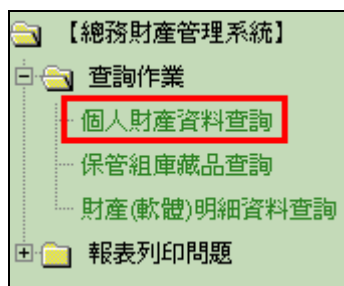 【總務財產管理系統】
查詢作業
個人財產資料查詢
保管組庫藏品查詢
財產(軟體)明細資料查詢
報表列印問題